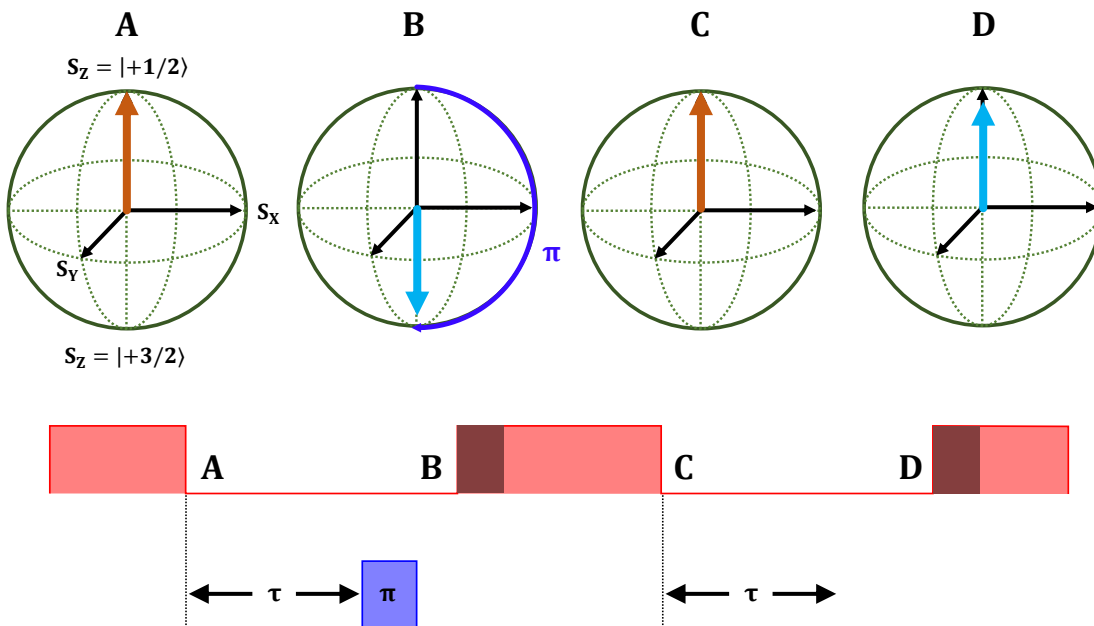 A B C D
S_Z = |+1/2⟩
S_X
S_Y
π
S_Z = |+3/2⟩
A B C D
τ π τ